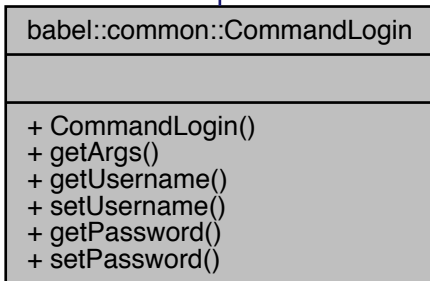 babel::common::CommandLogin
+ CommandLogin()
+ getArgs()
+ getUsername()
+ setUsername()
+ getPassword()
+ setPassword()